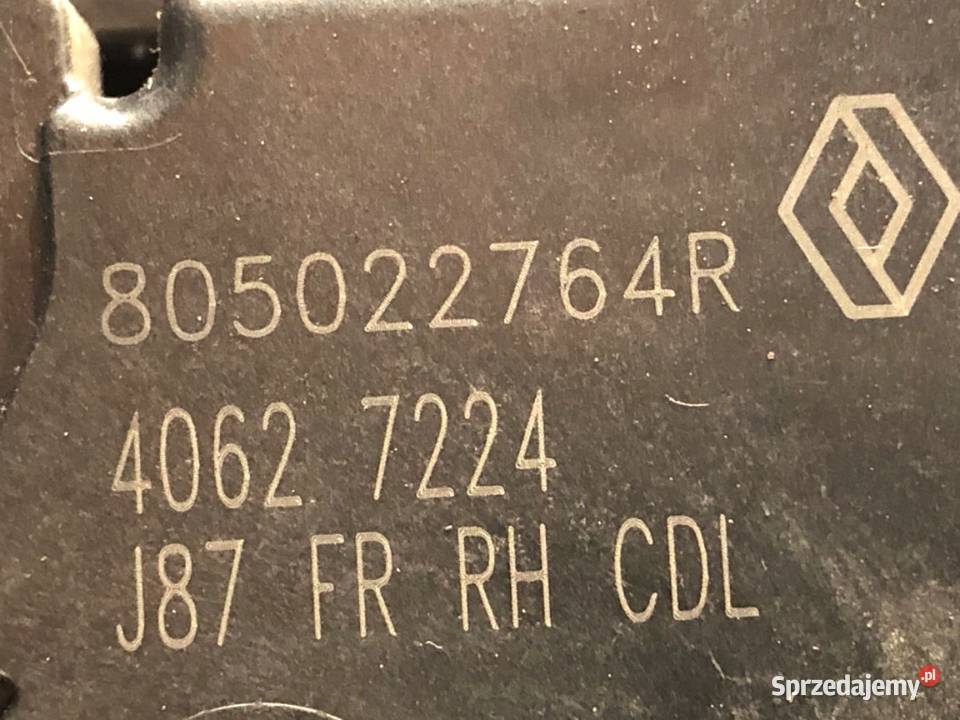 805022764R
4062 7224
J87 FR RH CDL
Sprzedajemy.pl